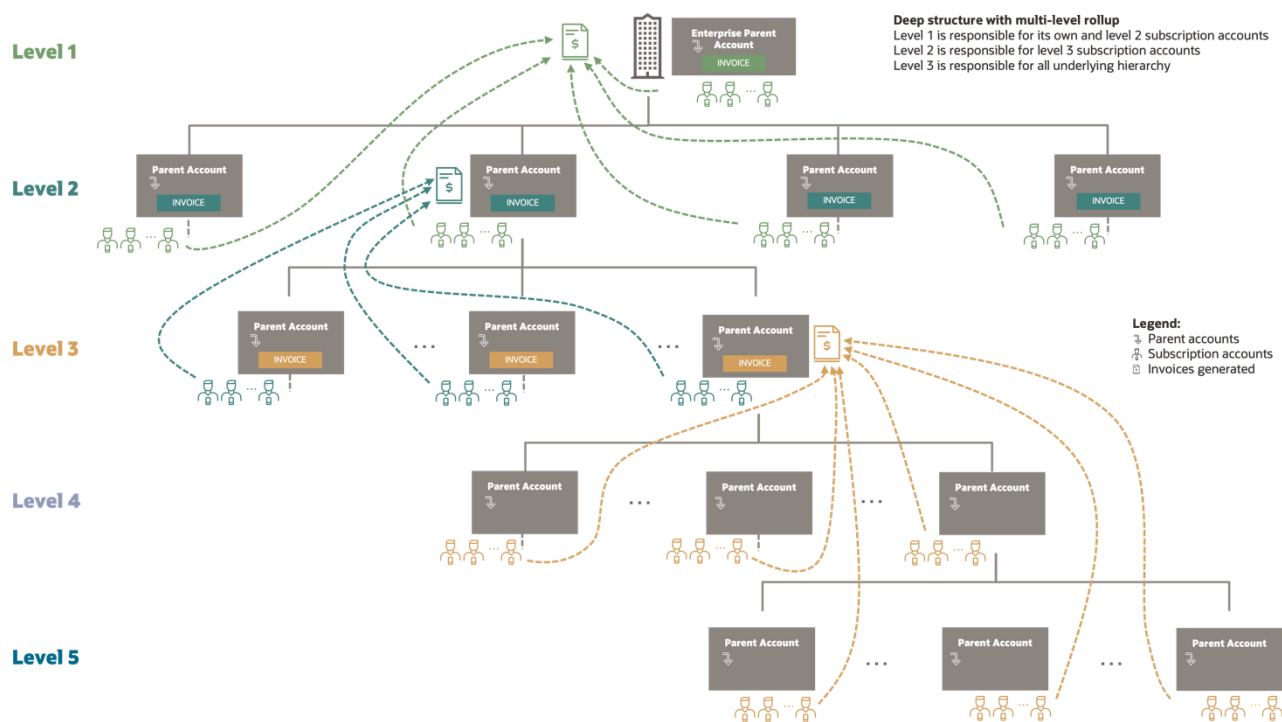 Level 1
$
Enterprise Parent
Account
INVOICE
...
Deep structure with multi-level rollup
Level 1 is responsible for its own and level 2 subscription accounts
Level 2 is responsible for level 3 subscription accounts
Level 3 is responsible for all underlying hierarchy
Level 2
Parent Account
INVOICE
...
$
Parent Account
INVOICE
...
Parent Account
INVOICE
...
Parent Account
INVOICE
...
Level 3
Parent Account
INVOICE
...
...
Parent Account
INVOICE
...
...
Parent Account
INVOICE
...
$
Legend:
Parent accounts
Subscription accounts
Invoices generated
Level 4
Parent Account
...
...
Parent Account
...
...
Parent Account
...
Level 5
Parent Account
...
...
Parent Account
...
...
Parent Account
...